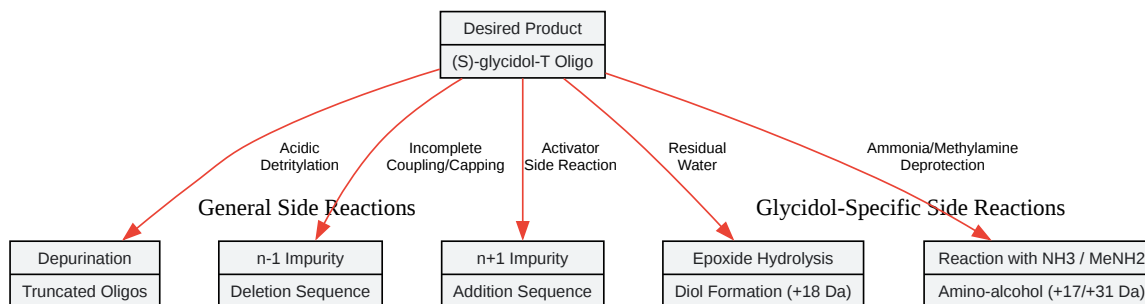 Desired Product
(S)-glycidol-T Oligo
Acidic
Detritylation
Incomplete
Coupling/Capping
Activator
Side Reaction
Residual
Water
Ammonia/Methylamine
Deprotection
General Side Reactions
Glycidol-Specific Side Reactions
Depurination
Truncated Oligos
n-1 Impurity
Deletion Sequence
n+1 Impurity
Addition Sequence
Epoxide Hydrolysis
Diol Formation (+18 Da)
Reaction with NH3 / MeNH2
Amino-alcohol (+17/+31 Da)